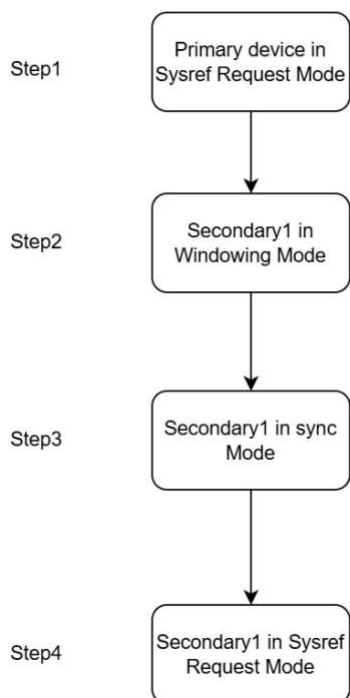 Step1
Primary device in
Sysref Request Mode
Step2
Secondary1 in
Windowing Mode
Step3
Secondary1 in sync
Mode
Step4
Secondary1 in Sysref
Request Mode